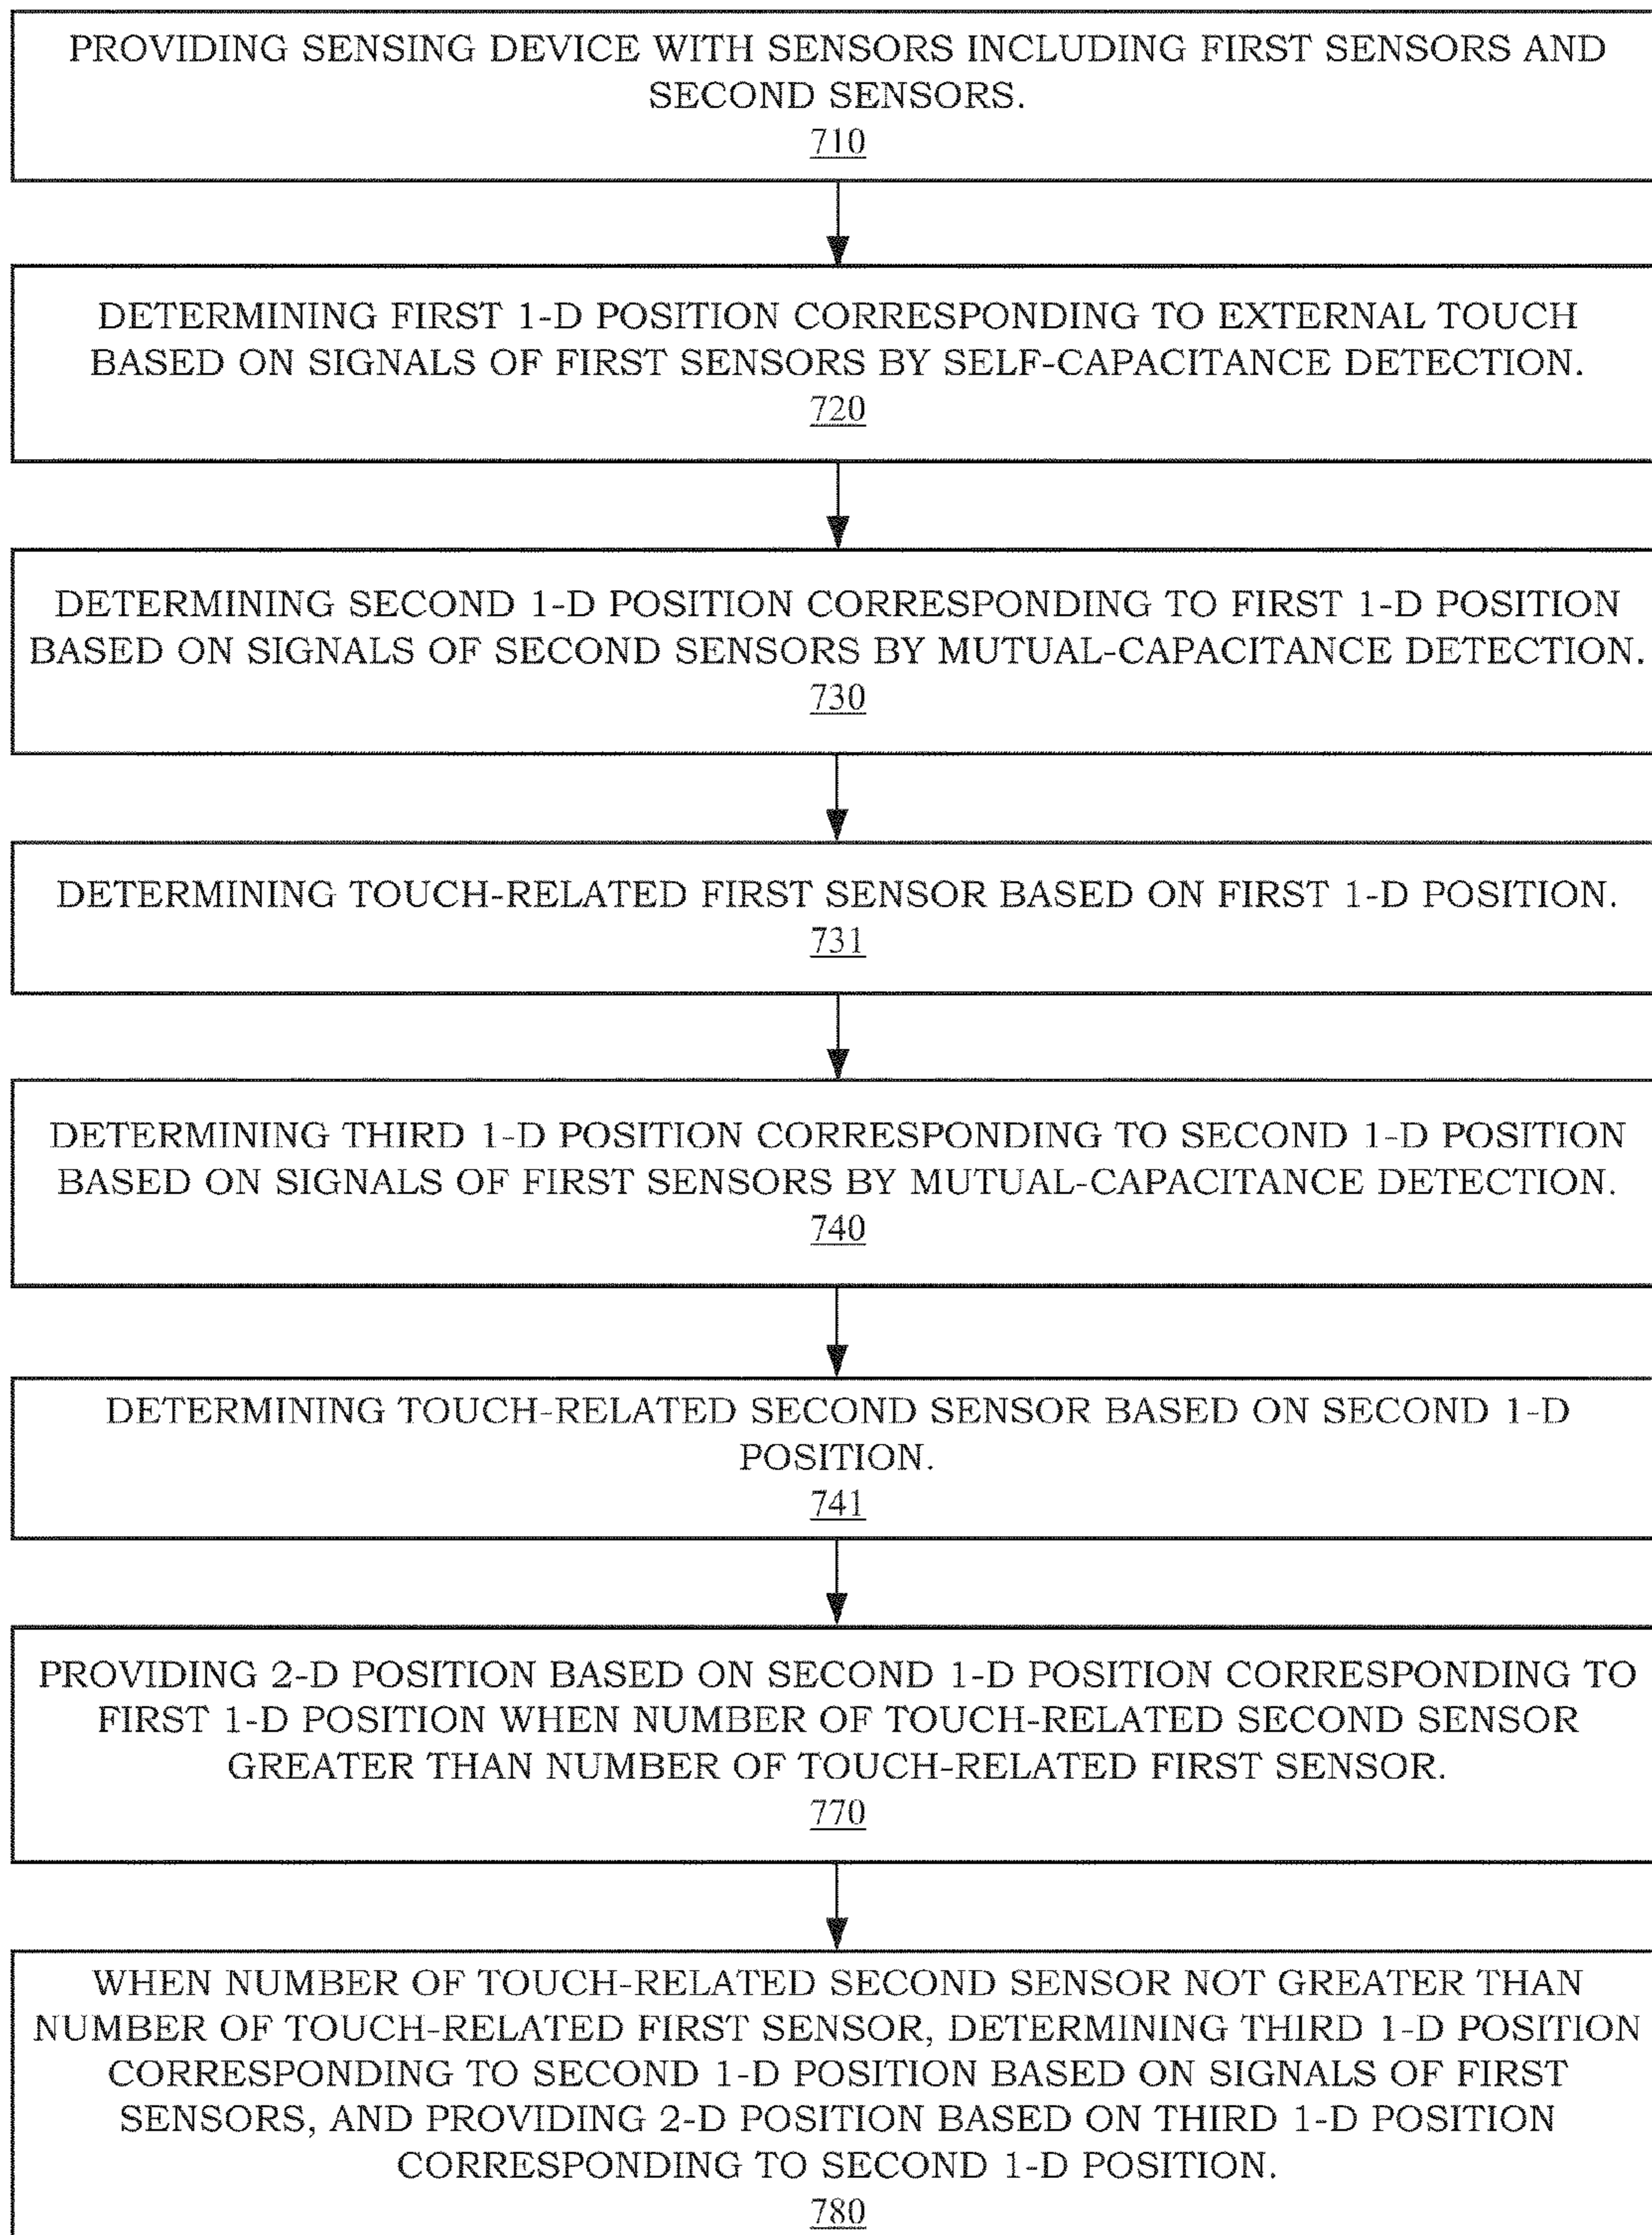 PROVIDING SENSING DEVICE WITH SENSORS INCLUDING FIRST SENSORS AND
SECOND SENSORS.
710
DETERMINING FIRST 1-D POSITION CORRESPONDING TO EXTERNAL TOUCH
BASED ON SIGNALS OF FIRST SENSORS BY SELF-CAPACITANCE DETECTION.
720
DETERMINING SECOND 1-D POSITION CORRESPONDING TO FIRST 1-D POSITION
BASED ON SIGNALS OF SECOND SENSORS BY MUTUAL-CAPACITANCE DETECTION.
730
DETERMINING TOUCH-RELATED FIRST SENSOR BASED ON FIRST 1-D POSITION.
731
DETERMINING THIRD 1-D POSITION CORRESPONDING TO SECOND 1-D POSITION
BASED ON SIGNALS OF FIRST SENSORS BY MUTUAL-CAPACITANCE DETECTION.
740
DETERMINING TOUCH-RELATED SECOND SENSOR BASED ON SECOND 1-D
POSITION.
741
PROVIDING 2-D POSITION BASED ON SECOND 1-D POSITION CORRESPONDING TO
FIRST 1-D POSITION WHEN NUMBER OF TOUCH-RELATED SECOND SENSOR
GREATER THAN NUMBER OF TOUCH-RELATED FIRST SENSOR.
770
WHEN NUMBER OF TOUCH-RELATED SECOND SENSOR NOT GREATER THAN
NUMBER OF TOUCH-RELATED FIRST SENSOR, DETERMINING THIRD 1-D POSITION
CORRESPONDING TO SECOND 1-D POSITION BASED ON SIGNALS OF FIRST
SENSORS, AND PROVIDING 2-D POSITION BASED ON THIRD 1-D POSITION
CORRESPONDING TO SECOND 1-D POSITION.
780